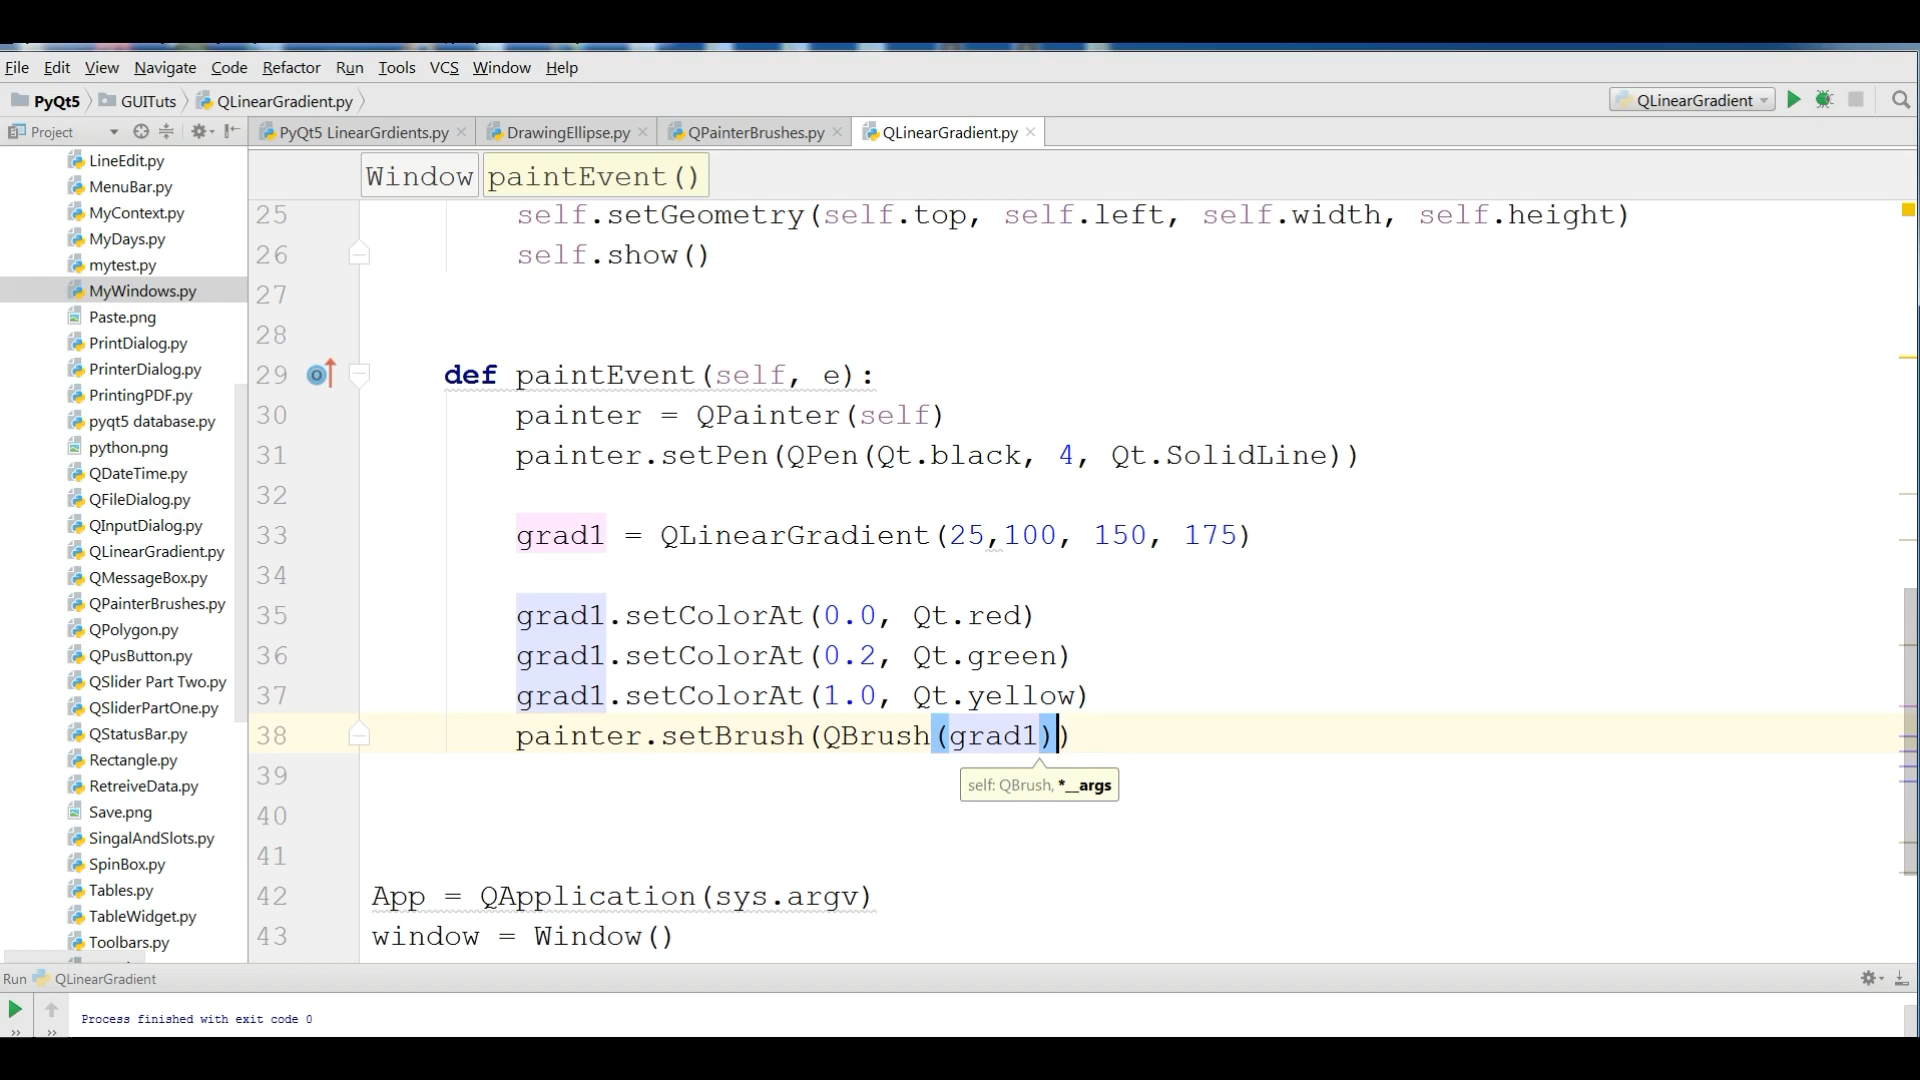 File Edit View Navigate Code Refactor Run Tools VCS Window Help
PyQt5 GUITuts QLinearGradient.py QLinearGradient
Project PyQt5 LinearGrdients.py DrawingEllipse.py QPainterBrushes.py QLinearGradient.py
Window paintEvent()
LineEdit.py
MenuBar.py
MyContext.py
MyDays.py
mytest.py
MyWindows.py
Paste.png
PrintDialog.py
PrinterDialog.py
PrintingPDF.py
pyqt5 database.py
python.png
QDateTime.py
QFileDialog.py
QInputDialog.py
QLinearGradient.py
QMessageBox.py
QPainterBrushes.py
QPolygon.py
QPusButton.py
QSlider Part Two.py
QSliderPartOne.py
QStatusBar.py
Rectangle.py
RetreiveData.py
Save.png
SingalAndSlots.py
SpinBox.py
Tables.py
TableWidget.py
Toolbars.py
25 self.setGeometry(self.top, self.left, self.width, self.height)
26 self.show()
27
28
29 def paintEvent(self, e):
30 painter = QPainter(self)
31 painter.setPen(QPen(Qt.black, 4, Qt.SolidLine))
32
33 grad1 = QLinearGradient(25,100, 150, 175)
34
35 grad1.setColorAt(0.0, Qt.red)
36 grad1.setColorAt(0.2, Qt.green)
37 grad1.setColorAt(1.0, Qt.yellow)
38 painter.setBrush(QBrush(grad1))
self: QBrush, *__args
39
40
41
42 App = QApplication(sys.argv)
43 window = Window()
Run QLinearGradient
Process finished with exit code 0